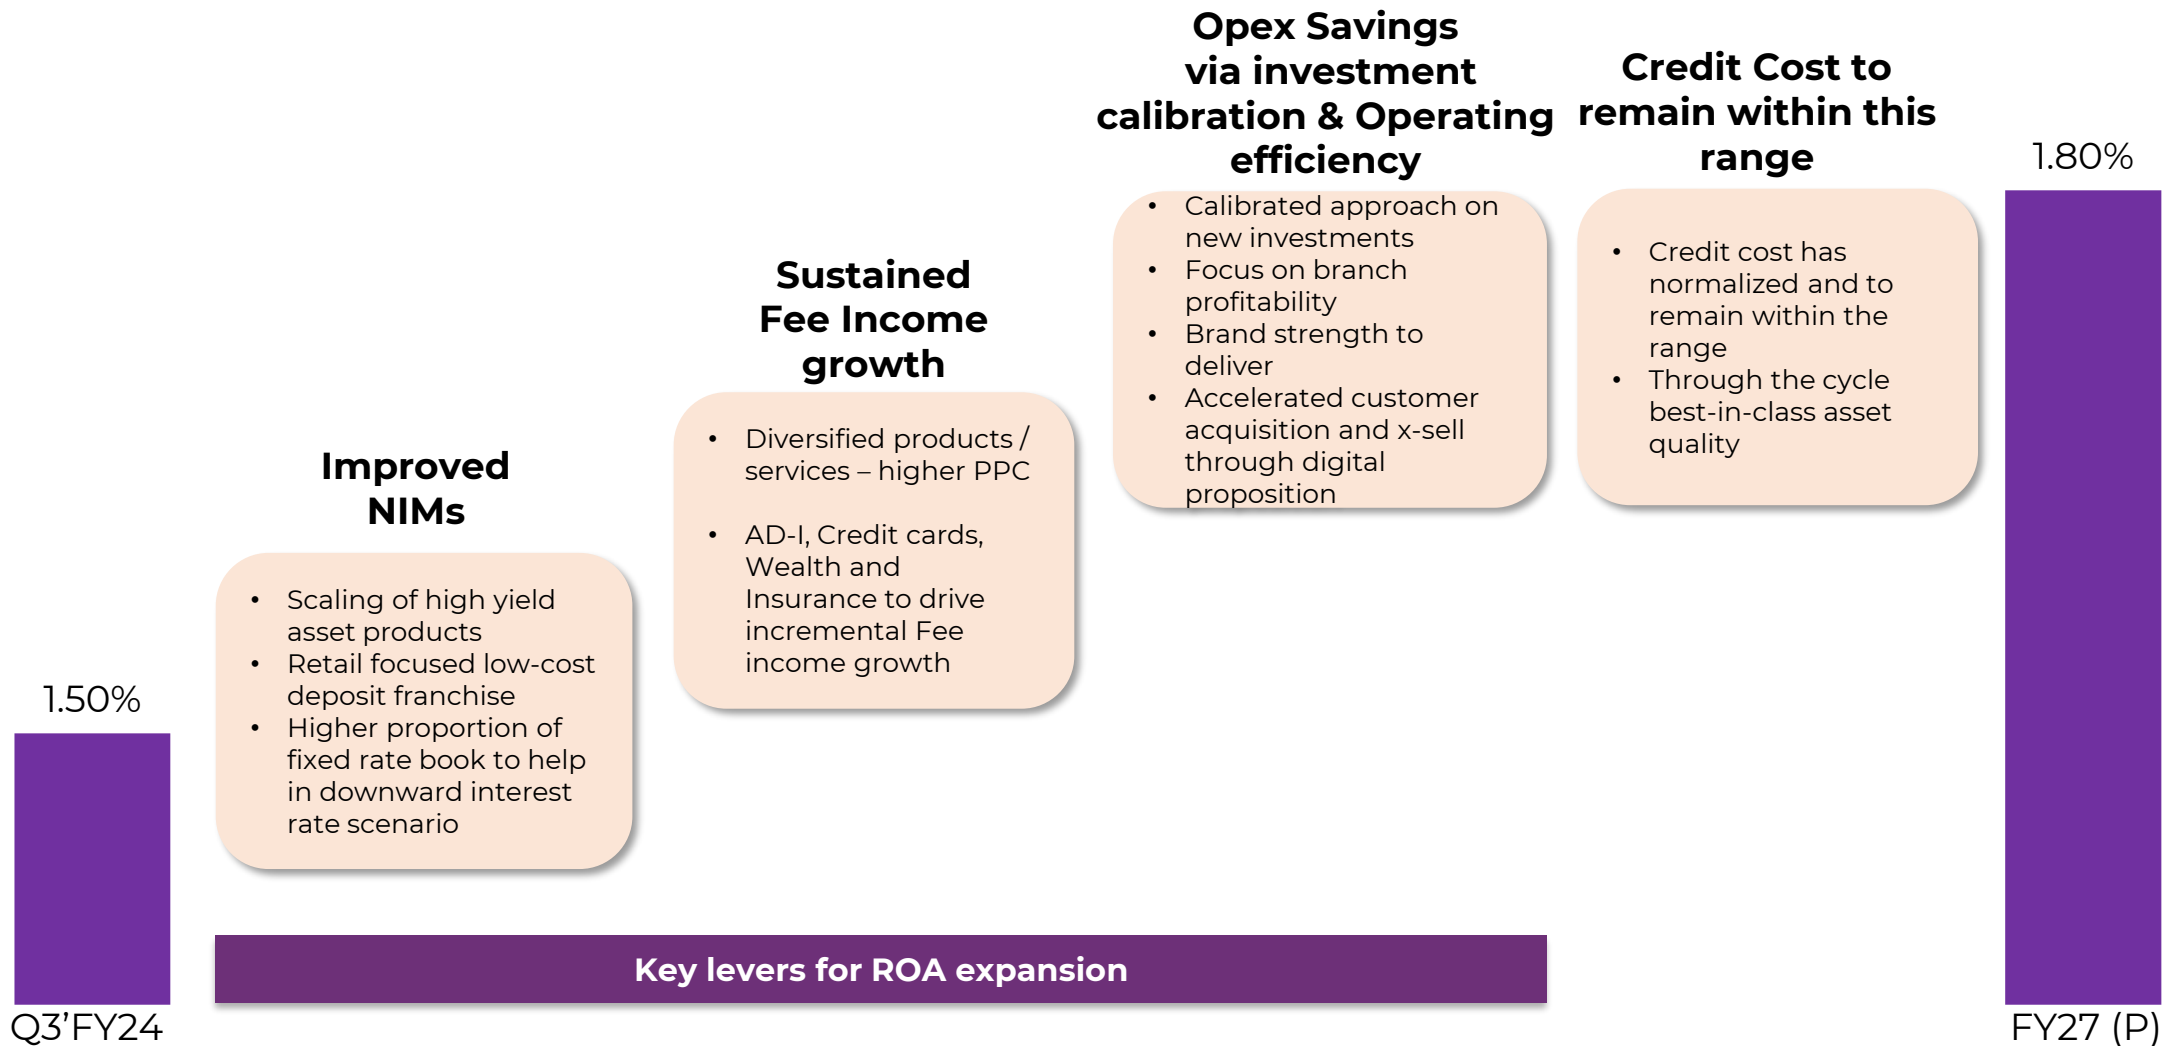 1.50%
Q3’FY24
Improved
NIMs
• Scaling of high yield
asset products
• Retail focused low-cost
deposit franchise
• Higher proportion of
fixed rate book to help
in downward interest
rate scenario
Sustained
Fee Income
growth
• Diversified products /
services – higher PPC
• AD-I, Credit cards,
Wealth and
Insurance to drive
incremental Fee
income growth
Opex Savings
via investment
calibration & Operating
efficiency
• Calibrated approach on
new investments
• Focus on branch
profitability
• Brand strength to
deliver
• Accelerated customer
acquisition and x-sell
through digital
proposition
Credit Cost to
remain within this
range
• Credit cost has
normalized and to
remain within the
range
• Through the cycle
best-in-class asset
quality
1.80%
FY27 (P)
Key levers for ROA expansion